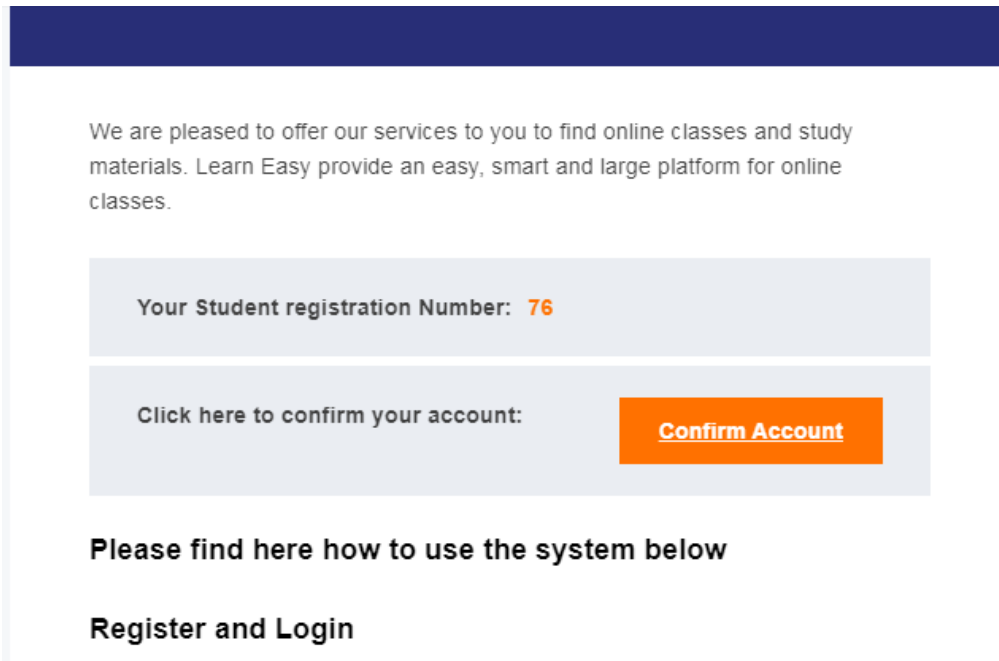 We are pleased to offer our services to you to find online classes and study
materials. Learn Easy provide an easy, smart and large platform for online
classes.
Your Student registration Number: 76
Click here to confirm your account:
Confirm Account
Please find here how to use the system below
Register and Login